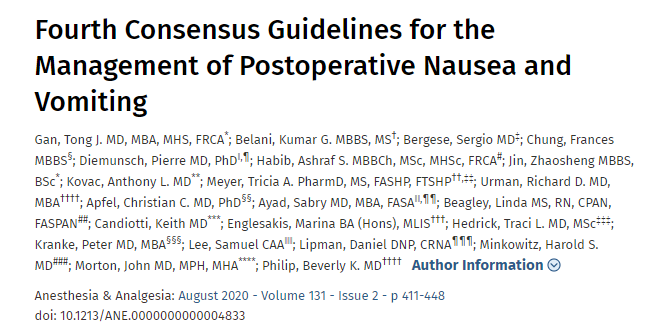 Fourth Consensus Guidelines for the
Management of Postoperative Nausea and
Vomiting
Gan, Tong J. MD, MBA, MHS, FRCA*; Belani, Kumar G. MBBS, MS†; Bergese, Sergio MD‡; Chung, Frances
MBBS§; Diemunsch, Pierre MD, PhD‖,¶; Habib, Ashraf S. MBBCh, MSc, MHSc, FRCA#; Jin, Zhaosheng MBBS,
BSc*; Kovac, Anthony L. MD**; Meyer, Tricia A. PharmD, MS, FASHP, FTSHP††,‡‡; Urman, Richard D. MD,
MBA††††; Apfel, Christian C. MD, PhD§§; Ayad, Sabry MD, MBA, FASA‖‖,¶¶; Beagley, Linda MS, RN, CPAN,
FASPAN##; Candiotti, Keith MD***; Englesakis, Marina BA (Hons), MLIS†††; Hedrick, Traci L. MD, MSc‡‡‡;
Kranke, Peter MD, MBA§§§; Lee, Samuel CAA‖‖‖; Lipman, Daniel DNP, CRNA¶¶¶; Minkowitz, Harold S.
MD###; Morton, John MD, MPH, MHA****; Philip, Beverly K. MD†††† Author Information
Anesthesia & Analgesia: August 2020 - Volume 131 - Issue 2 - p 411-448
doi: 10.1213/ANE.0000000000004833